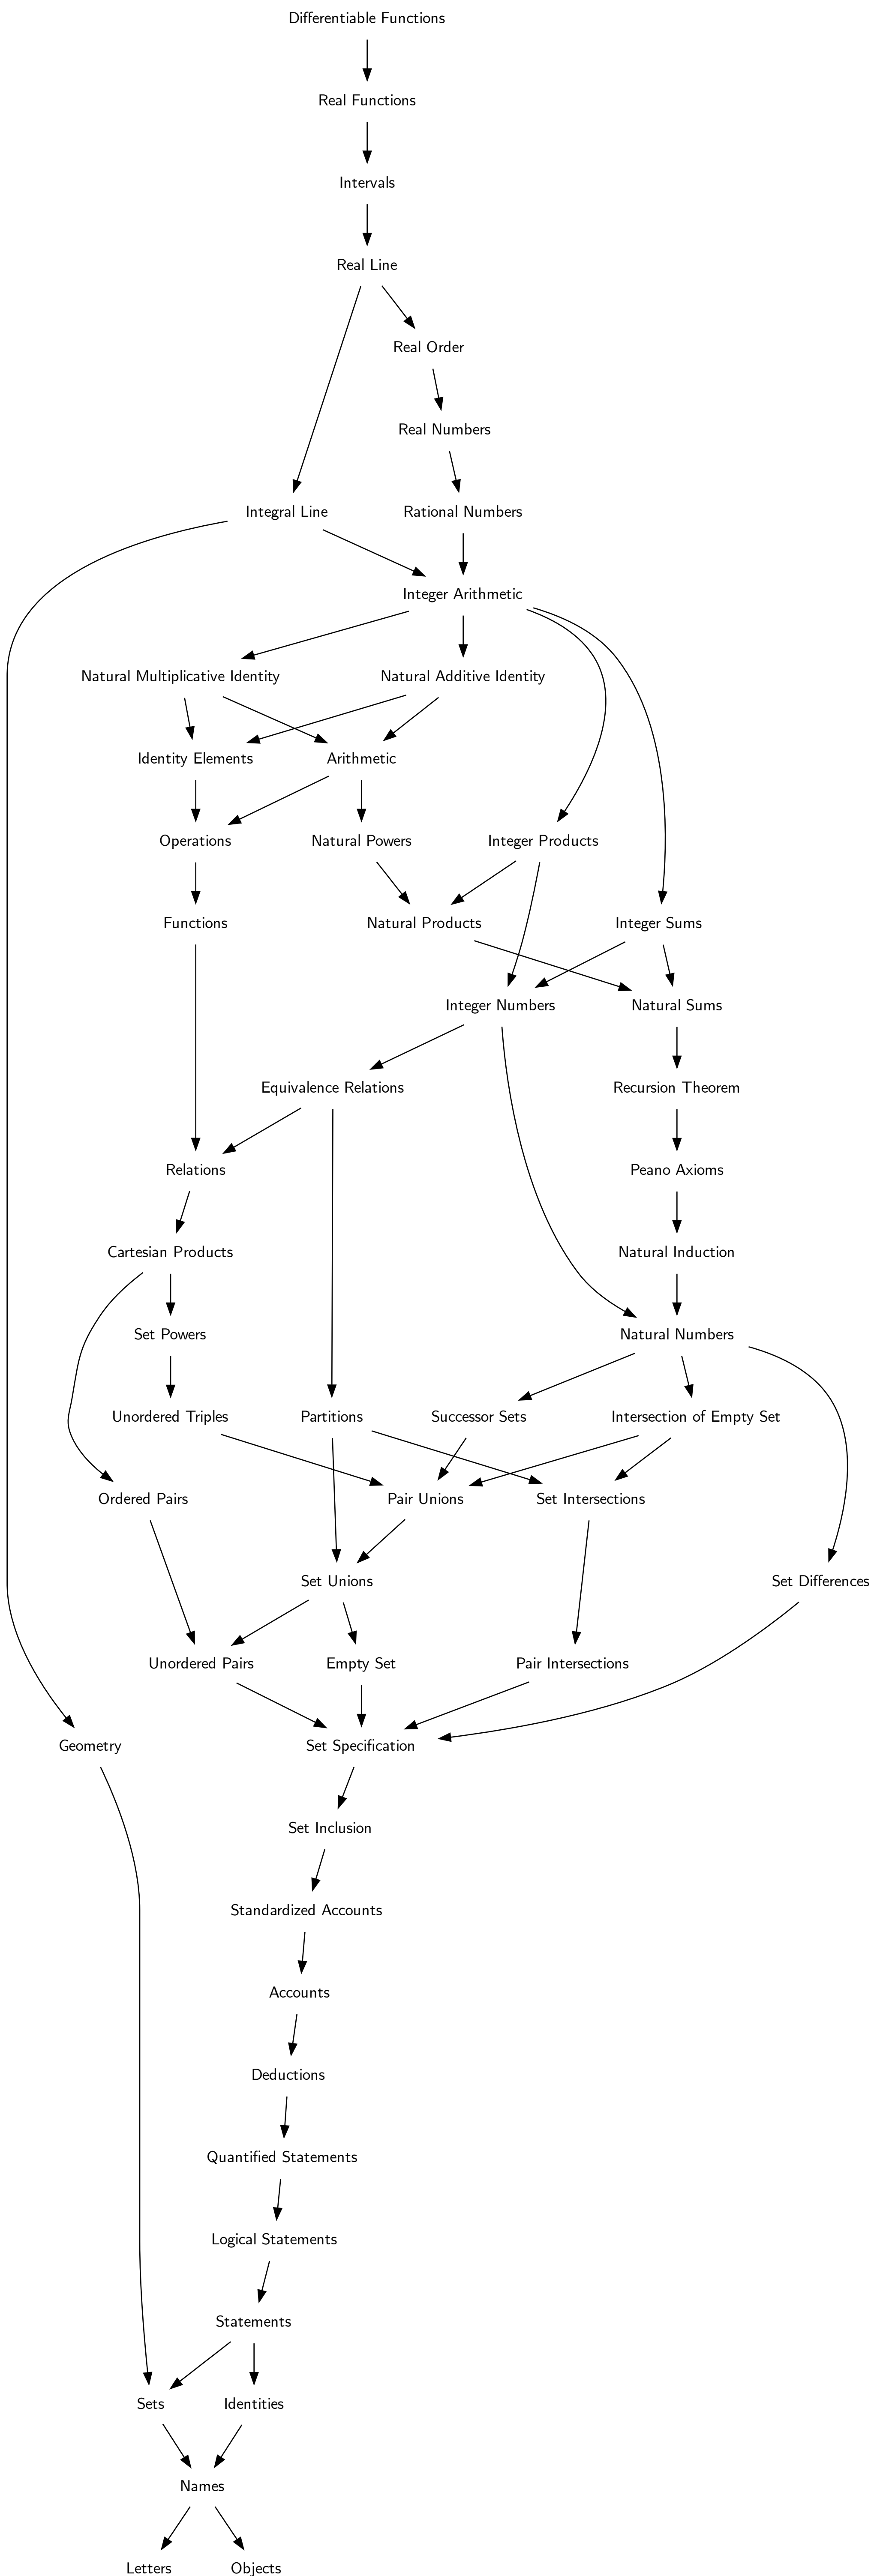 Differentiable Functions
Real Functions
Intervals
Real Line
Real Order
Real Numbers
Integral Line
Rational Numbers
Integer Arithmetic
Natural Multiplicative Identity
Natural Additive Identity
Identity Elements
Arithmetic
Operations
Natural Powers
Integer Products
Functions
Natural Products
Integer Sums
Integer Numbers
Natural Sums
Equivalence Relations
Recursion Theorem
Relations
Peano Axioms
Cartesian Products
Natural Induction
Set Powers
Natural Numbers
Unordered Triples
Partitions
Successor Sets
Intersection of Empty Set
Ordered Pairs
Pair Unions
Set Intersections
Set Unions
Set Differences
Unordered Pairs
Empty Set
Pair Intersections
Geometry
Set Specification
Set Inclusion
Standardized Accounts
Accounts
Deductions
Quantified Statements
Logical Statements
Statements
Sets
Identities
Names
Letters
Objects